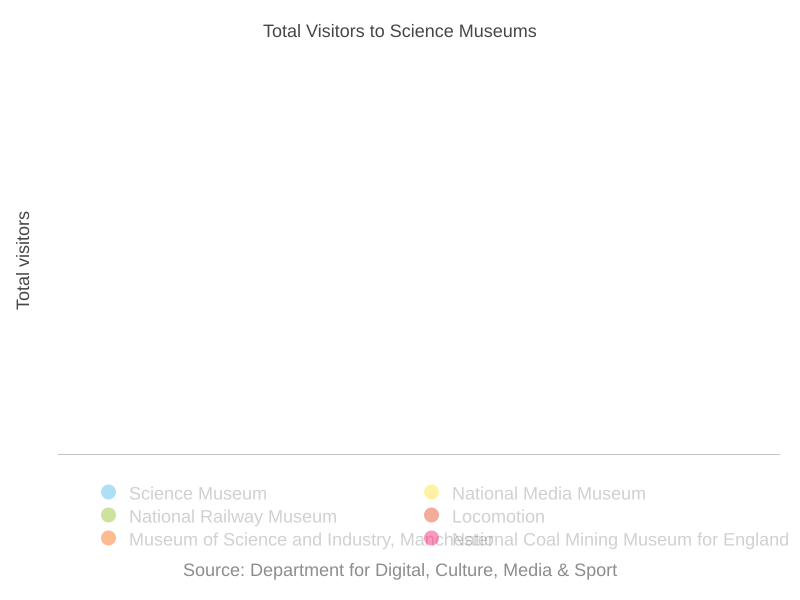 Total Visitors to Science Museums
Total visitors
Science Museum
National Media Museum
National Railway Museum
Locomotion
Museum of Science and Industry, Manchester
National Coal Mining Museum for England
Source: Department for Digital, Culture, Media & Sport